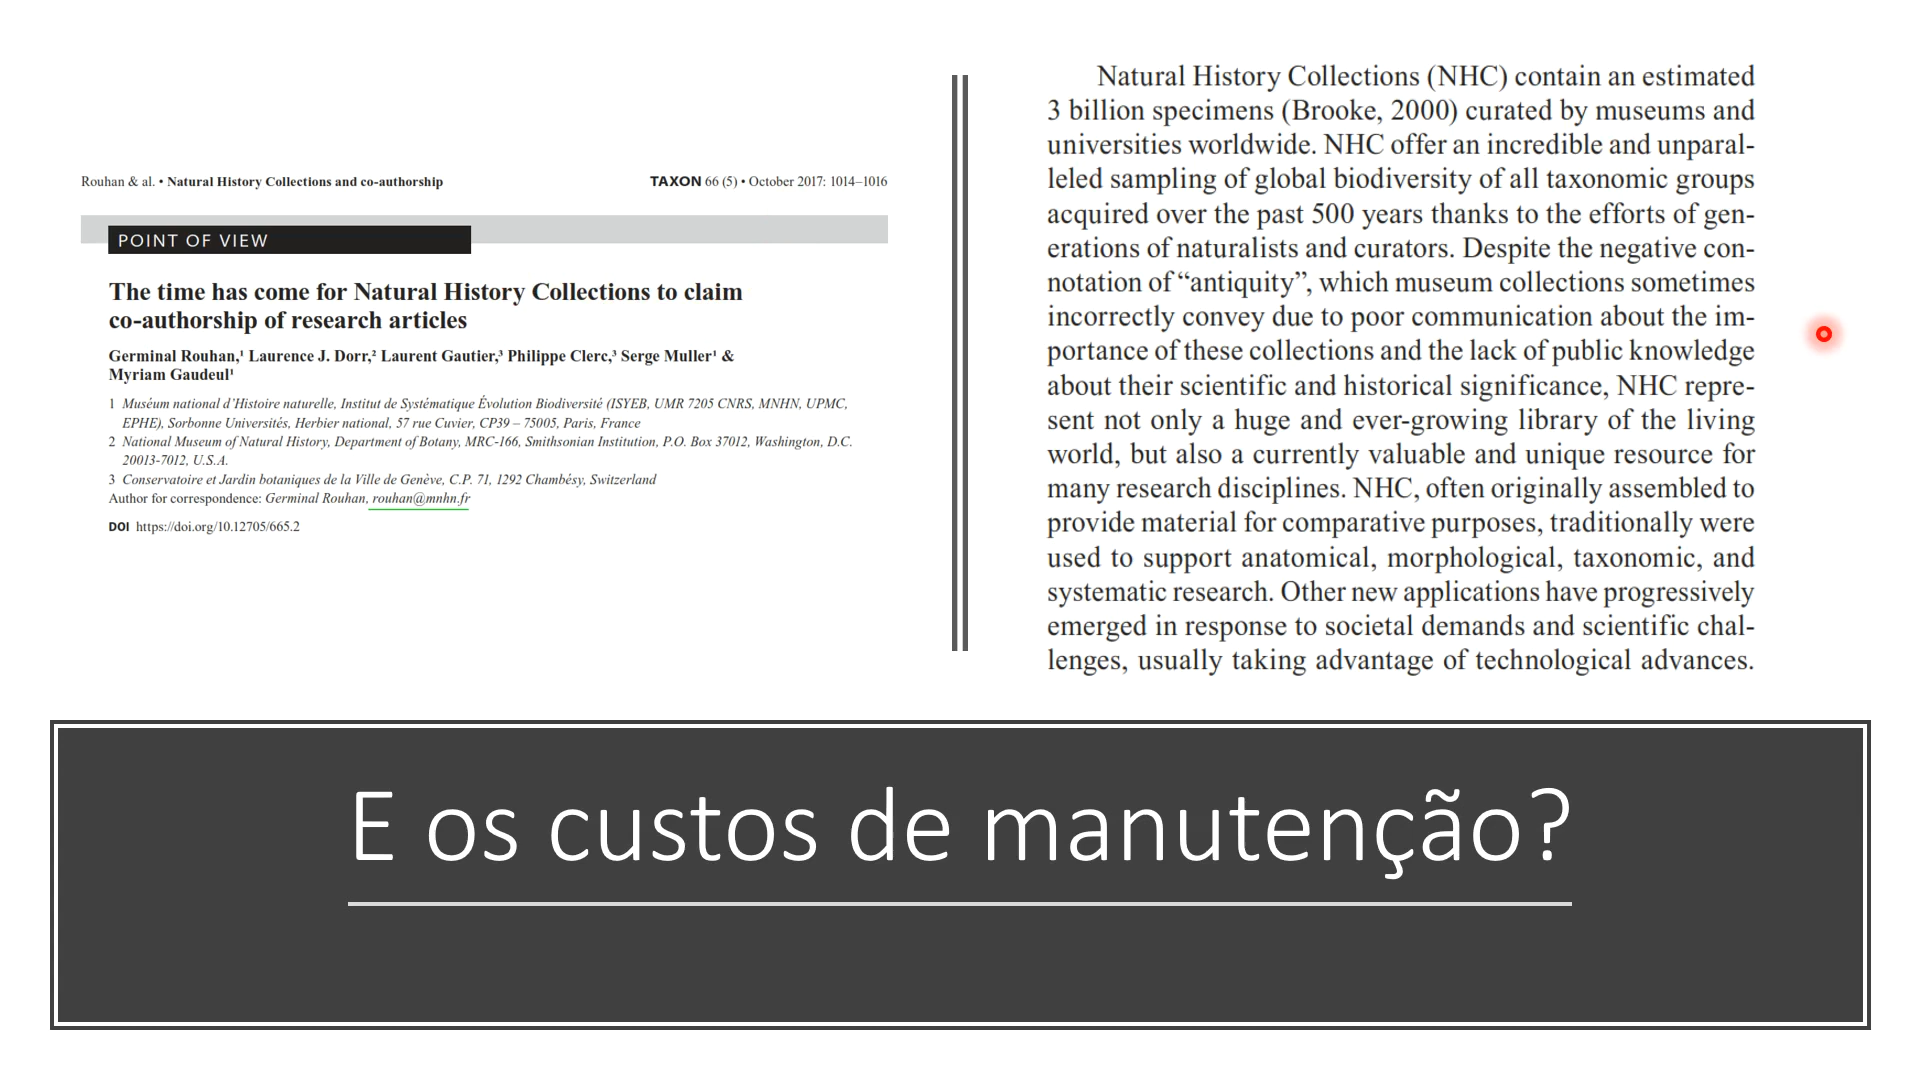 Rouhan & al. • Natural History Collections and co-authorship
TAXON 66 (5) • October 2017: 1014–1016
POINT OF VIEW
The time has come for Natural History Collections to claim
co-authorship of research articles
Germinal Rouhan,¹ Laurence J. Dorr,² Laurent Gautier,³ Philippe Clerc,³ Serge Muller¹ &
Myriam Gaudeul¹
1 Muséum national d’Histoire naturelle, Institut de Systématique Évolution Biodiversité (ISYEB, UMR 7205 CNRS, MNHN, UPMC,
EPHE), Sorbonne Universités, Herbier national, 57 rue Cuvier, CP39 – 75005, Paris, France
2 National Museum of Natural History, Department of Botany, MRC-166, Smithsonian Institution, P.O. Box 37012, Washington, D.C.
20013-7012, U.S.A.
3 Conservatoire et Jardin botaniques de la Ville de Genève, C.P. 71, 1292 Chambésy, Switzerland
Author for correspondence: Germinal Rouhan, rouhan@mnhn.fr
DOI https://doi.org/10.12705/665.2
Natural History Collections (NHC) contain an estimated
3 billion specimens (Brooke, 2000) curated by museums and
universities worldwide. NHC offer an incredible and unparal-
leled sampling of global biodiversity of all taxonomic groups
acquired over the past 500 years thanks to the efforts of gen-
erations of naturalists and curators. Despite the negative con-
notation of “antiquity”, which museum collections sometimes
incorrectly convey due to poor communication about the im-
portance of these collections and the lack of public knowledge
about their scientific and historical significance, NHC repre-
sent not only a huge and ever-growing library of the living
world, but also a currently valuable and unique resource for
many research disciplines. NHC, often originally assembled to
provide material for comparative purposes, traditionally were
used to support anatomical, morphological, taxonomic, and
systematic research. Other new applications have progressively
emerged in response to societal demands and scientific chal-
lenges, usually taking advantage of technological advances.
E os custos de manutenção?